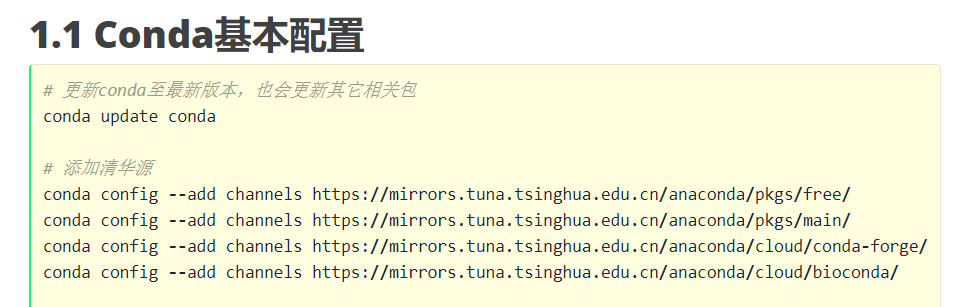 1.1 Conda基本配置
# 更新conda至最新版本，也会更新其它相关包
conda update conda
# 添加清华源
conda config --add channels https://mirrors.tuna.tsinghua.edu.cn/anaconda/pkgs/free/
conda config --add channels https://mirrors.tuna.tsinghua.edu.cn/anaconda/pkgs/main/
conda config --add channels https://mirrors.tuna.tsinghua.edu.cn/anaconda/cloud/conda-forge/
conda config --add channels https://mirrors.tuna.tsinghua.edu.cn/anaconda/cloud/bioconda/